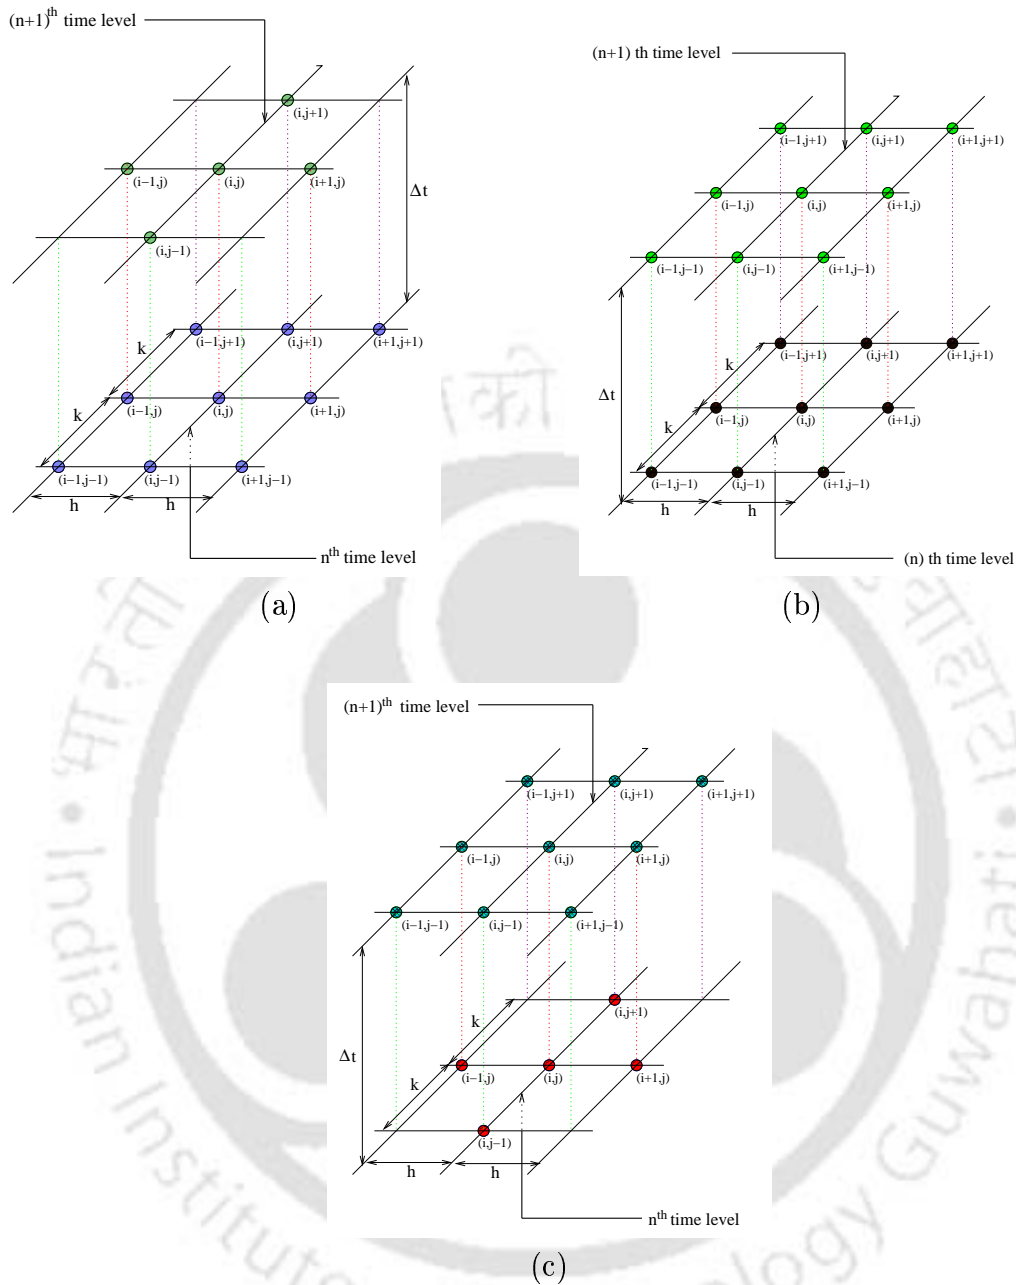 (n+1)th time level
(i,j+1)
(i−1,j)
(i,j)
(i+1,j)
(i,j−1)
Δt
(i−1,j+1)
(i,j+1)
(i+1,j+1)
k
(i−1,j)
(i,j)
(i+1,j)
k
(i−1,j−1)
(i,j−1)
(i+1,j−1)
h
h
nth time level
(a)
(n+1) th time level
(i−1,j+1)
(i,j+1)
(i+1,j+1)
(i−1,j)
(i,j)
(i+1,j)
(i−1,j−1)
(i,j−1)
(i+1,j−1)
(i−1,j+1)
(i,j+1)
(i+1,j+1)
k
Δt
(i−1,j)
(i,j)
(i+1,j)
k
(i−1,j−1)
(i,j−1)
(i+1,j−1)
h
h
(n) th time level
(b)
(n+1)th time level
(i−1,j+1)
(i,j+1)
(i+1,j+1)
(i−1,j)
(i,j)
(i+1,j)
(i−1,j−1)
(i,j−1)
(i+1,j−1)
(i,j+1)
k
Δt
(i−1,j)
(i,j)
(i+1,j)
k
(i,j−1)
h
h
nth time level
(c)
Indian Institute
Guwahati